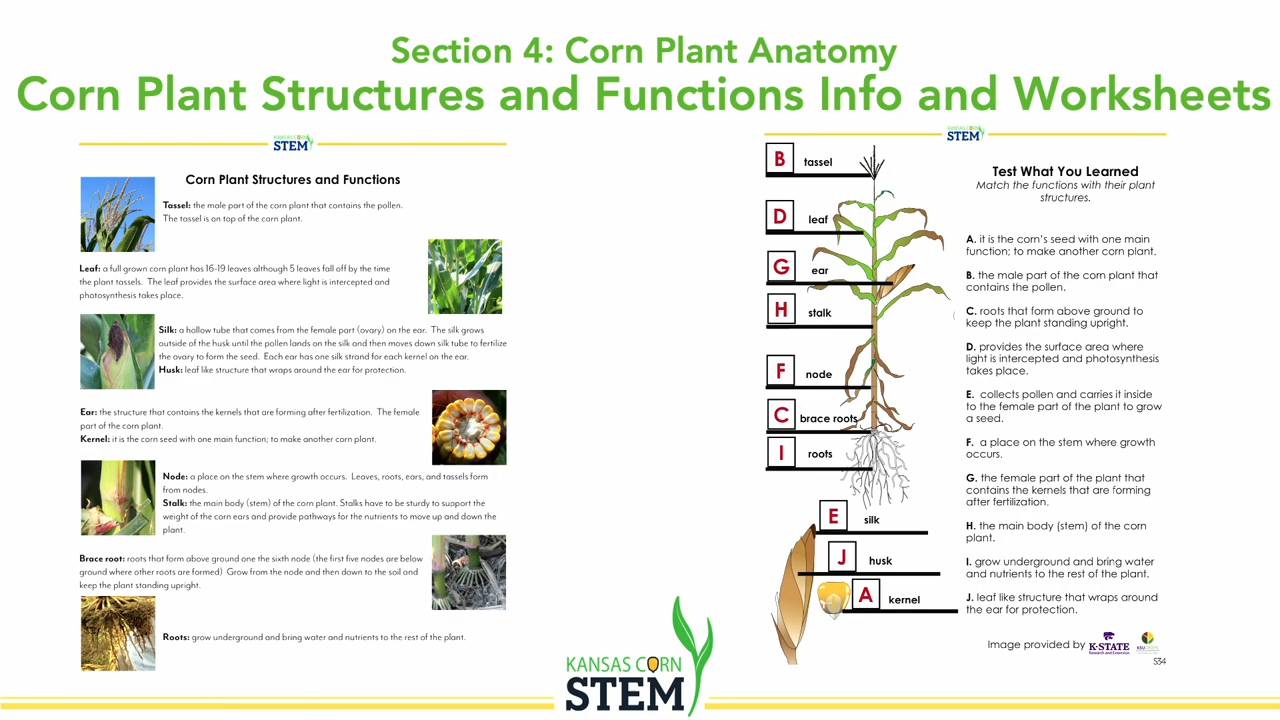 Section 4: Corn Plant Anatomy
Corn Plant Structures and Functions Info and Worksheets
KANSAS CORN
STEM
Corn Plant Structures and Functions
Tassel: the male part of the corn plant that contains the pollen.
The tassel is on top of the corn plant.
Leaf: a full grown corn plant has 16-19 leaves although 5 leaves fall off by the time
the plant tassels. The leaf provides the surface area where light is intercepted and
photosynthesis takes place.
Silk: a hollow tube that comes from the female part (ovary) on the ear. The silk grows
outside of the husk until the pollen lands on the silk and then moves down silk tube to fertilize
the ovary to form the seed. Each ear has one silk strand for each kernel on the ear.
Husk: leaf like structure that wraps around the ear for protection.
Ear: the structure that contains the kernels that are forming after fertilization. The female
part of the corn plant.
Kernel: it is the corn seed with one main function; to make another corn plant.
Node: a place on the stem where growth occurs. Leaves, roots, ears, and tassels form
from nodes.
Stalk: the main body (stem) of the corn plant. Stalks have to be sturdy to support the
weight of the corn ears and provide pathways for the nutrients to move up and down the
plant.
Brace root: roots that form above ground one the sixth node (the first five nodes are below
ground where other roots are formed) Grow from the node and then down to the soil and
keep the plant standing upright.
Roots: grow underground and bring water and nutrients to the rest of the plant.
KANSAS CORN
STEM
B tassel
D leaf
G ear
H stalk
F node
C brace roots
I roots
E silk
J husk
A kernel
Test What You Learned
Match the functions with their plant
structures.
A. it is the corn's seed with one main
function; to make another corn plant.
B. the male part of the corn plant that
contains the pollen.
C. roots that form above ground to
keep the plant standing upright.
D. provides the surface area where
light is intercepted and photosynthesis
takes place.
E. collects pollen and carries it inside
to the female part of the plant to grow
a seed.
F. a place on the stem where growth
occurs.
G. the female part of the plant that
contains the kernels that are forming
after fertilization.
H. the main body (stem) of the corn
plant.
I. grow underground and bring water
and nutrients to the rest of the plant.
J. leaf like structure that wraps around
the ear for protection.
Image provided by K-STATE
Research and Extension
S34
KANSAS CORN
STEM